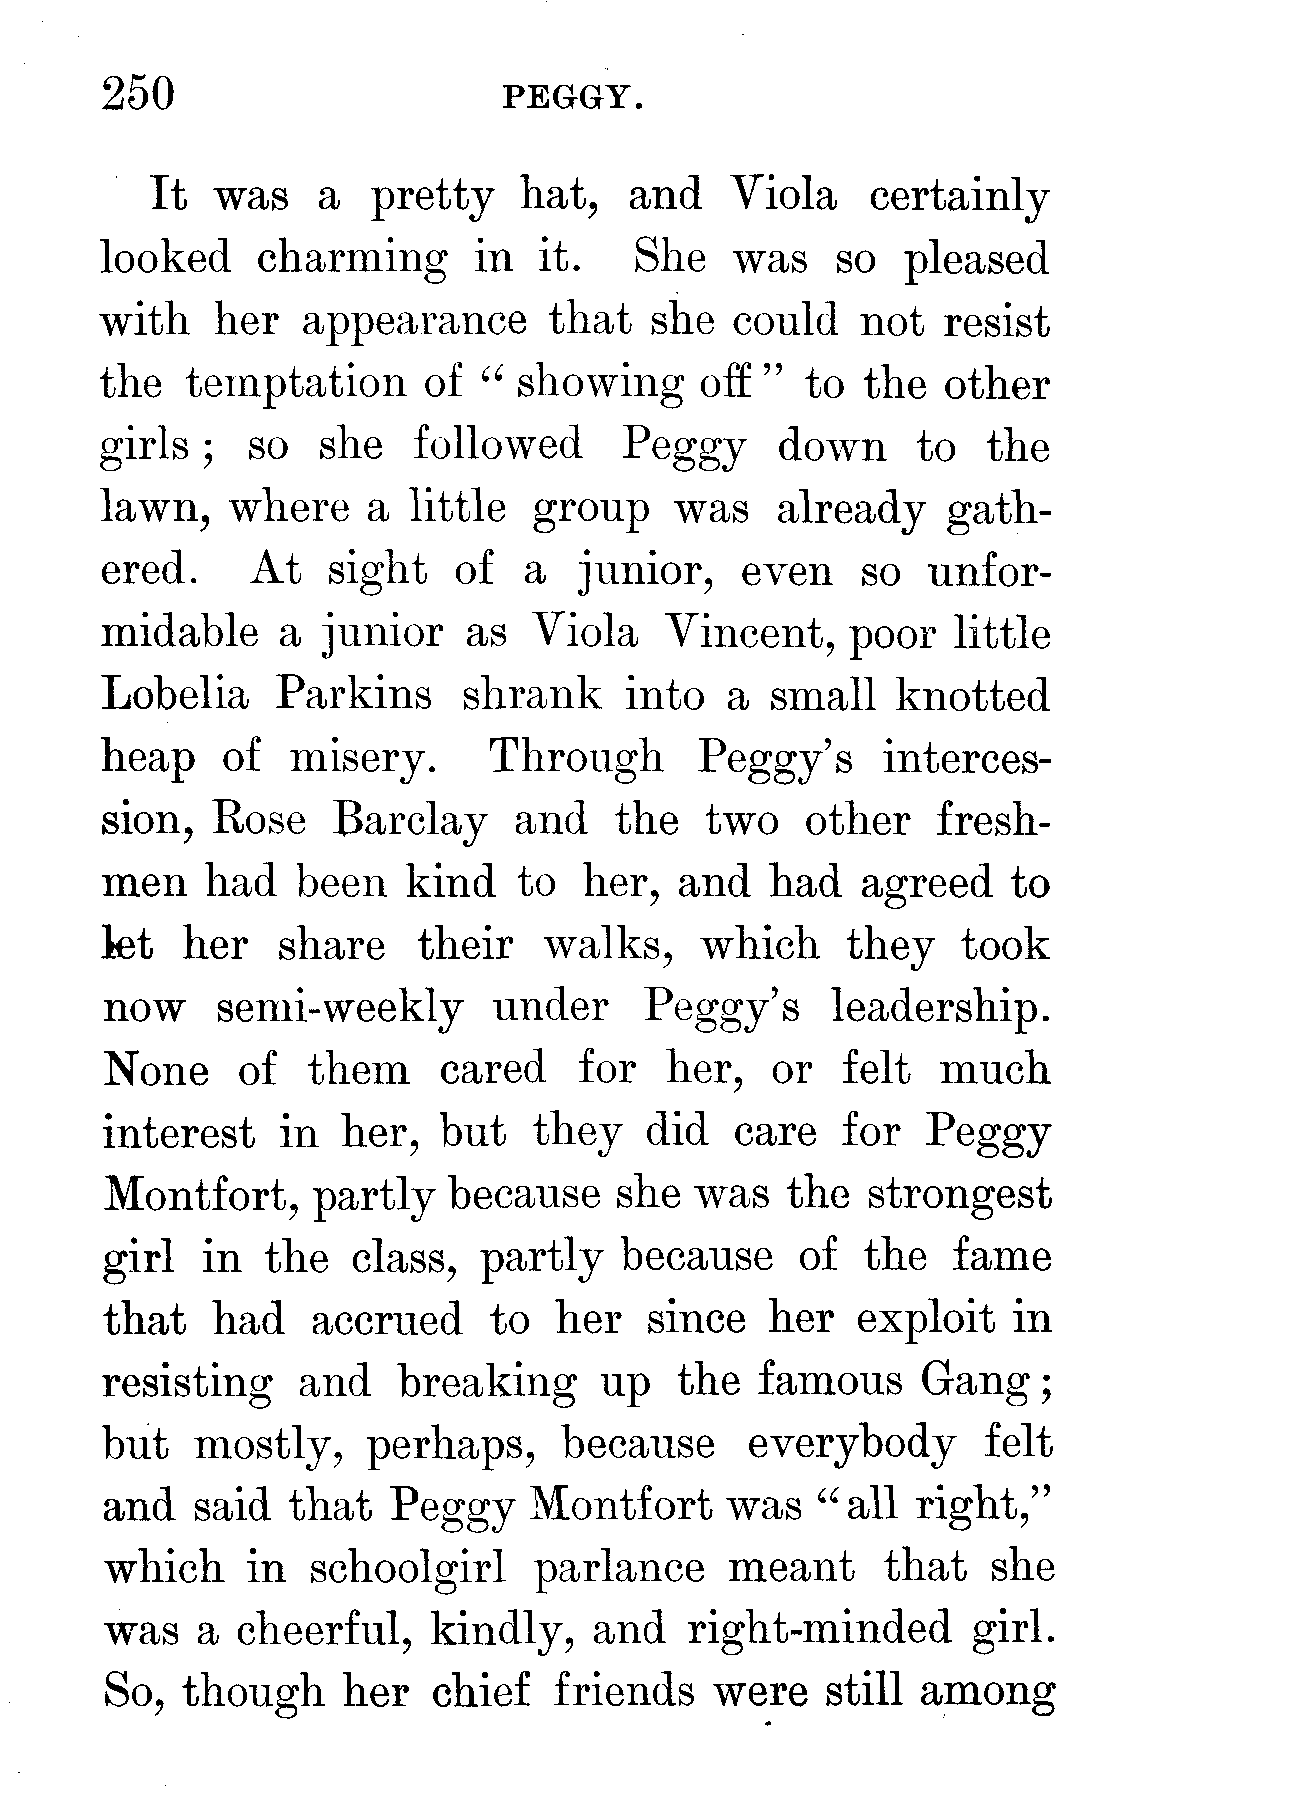 250 PEGGY.
It was a pretty hat, and Viola certainly
looked charming in it. She was so pleased
with her appearance that she could not resist
the temptation of “ showing off ” to the other
girls ; so she followed Peggy down to the
lawn, where a little group was already gath-
ered. At sight of a junior, even so unfor-
midable a junior as Viola Vincent, poor little
Lobelia Parkins shrank into a small knotted
heap of misery. Through Peggy’s interces-
sion, Rose Barclay and the two other fresh-
men had been kind to her, and had agreed to
let her share their walks, which they took
now semi-weekly under Peggy’s leadership.
None of them cared for her, or felt much
interest in her, but they did care for Peggy
Montfort, partly because she was the strongest
girl in the class, partly because of the fame
that had accrued to her since her exploit in
resisting and breaking up the famous Gang ;
but mostly, perhaps, because everybody felt
and said that Peggy Montfort was “all right,”
which in schoolgirl parlance meant that she
was a cheerful, kindly, and right-minded girl.
So, though her chief friends were still among